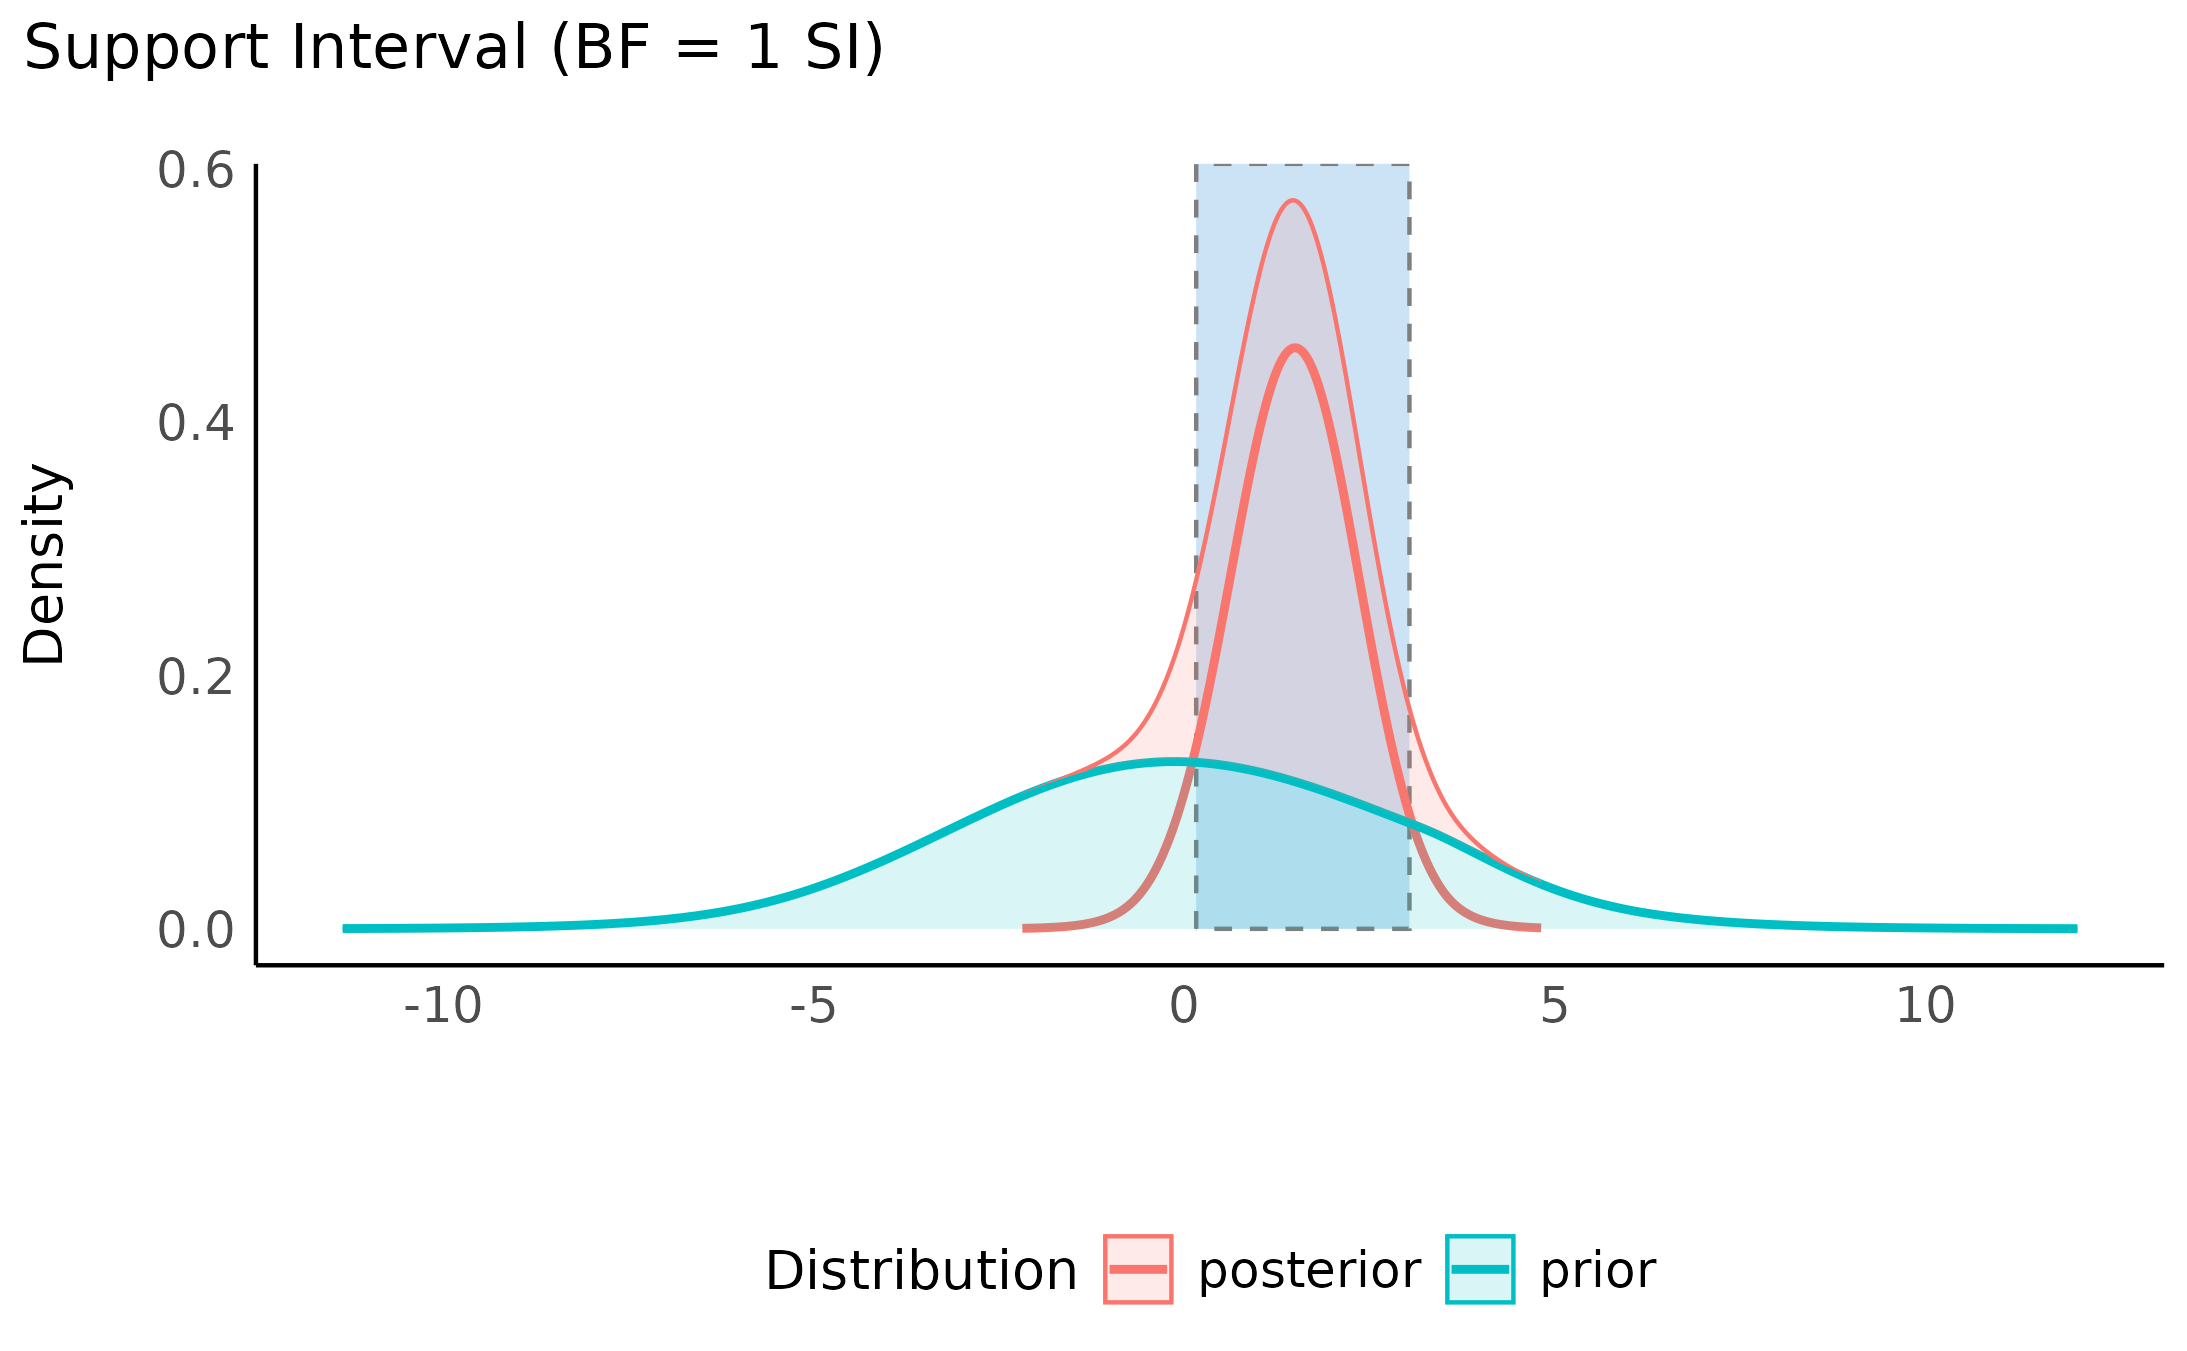 Support Interval (BF = 1 SI)
0.6
0.4
0.2
0.0
Density
-10 -5 0 5 10
Distribution posterior prior